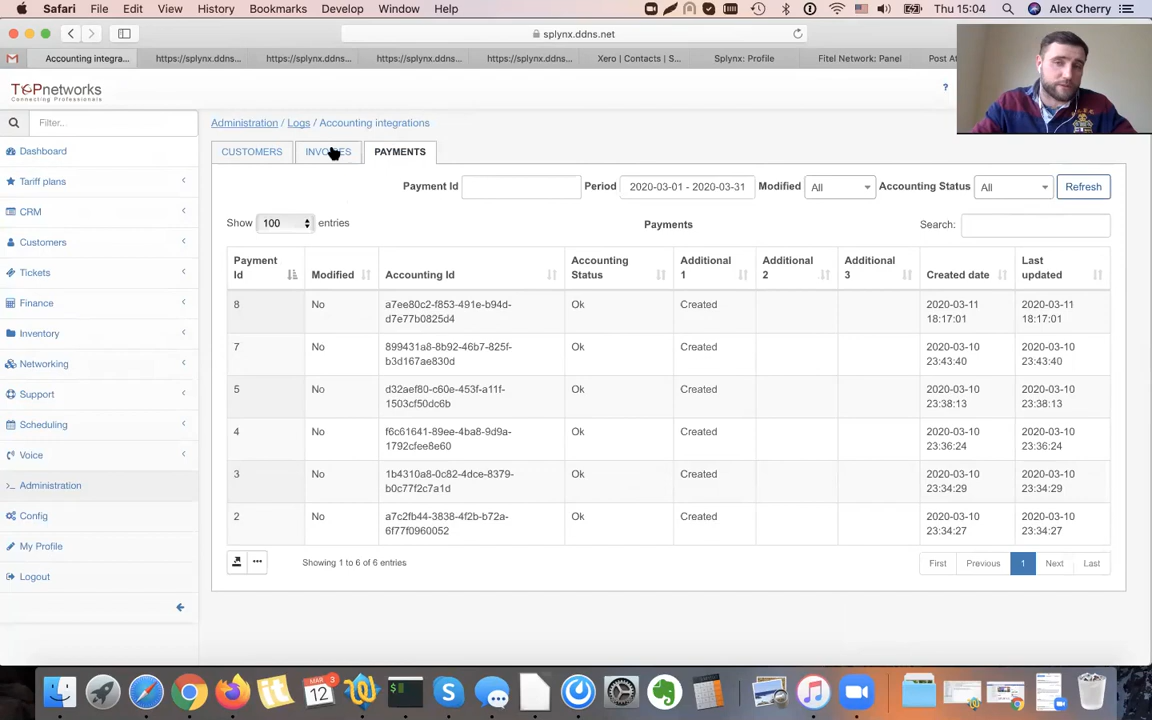 Safari File Edit View History Bookmarks Develop Window Help Thu 15:04 Alex Cherry
splynx.ddns.net
Accounting integra... https://splynx.ddns... https://splynx.ddns... https://splynx.ddns... https://splynx.ddns... Xero | Contacts | S... Splynx: Profile Fitel Network: Panel Post At
TOPnetworks
Connecting Professionals
?
Filter...
Administration / Logs / Accounting integrations
Dashboard
Tariff plans
CRM
Customers
Tickets
Finance
Inventory
Networking
Support
Scheduling
Voice
Administration
Config
My Profile
Logout
CUSTOMERS INVOICES PAYMENTS
Payment Id Period 2020-03-01 - 2020-03-31 Modified All Accounting Status All Refresh
Show 100 entries Payments Search:
Payment Id Modified Accounting Id Accounting Status Additional 1 Additional 2 Additional 3 Created date Last updated
8 No a7ee80c2-f853-491e-b94d-d7e77b0825d4 Ok Created 2020-03-11 18:17:01 2020-03-11 18:17:01
7 No 899431a8-8b92-46b7-825f-b3d167ae830d Ok Created 2020-03-10 23:43:40 2020-03-10 23:43:40
5 No d32aef80-c60e-453f-a11f-1503cf50dc6b Ok Created 2020-03-10 23:38:13 2020-03-10 23:38:13
4 No f6c61641-89ee-4ba8-9d9a-1792cfee8e60 Ok Created 2020-03-10 23:36:24 2020-03-10 23:36:24
3 No 1b4310a8-0c82-4dce-8379-b0c77f2c7a1d Ok Created 2020-03-10 23:34:29 2020-03-10 23:34:29
2 No a7c2fb44-3838-4f2b-b72a-6f77f0960052 Ok Created 2020-03-10 23:34:27 2020-03-10 23:34:27
Showing 1 to 6 of 6 entries First Previous 1 Next Last
MAR 12 3